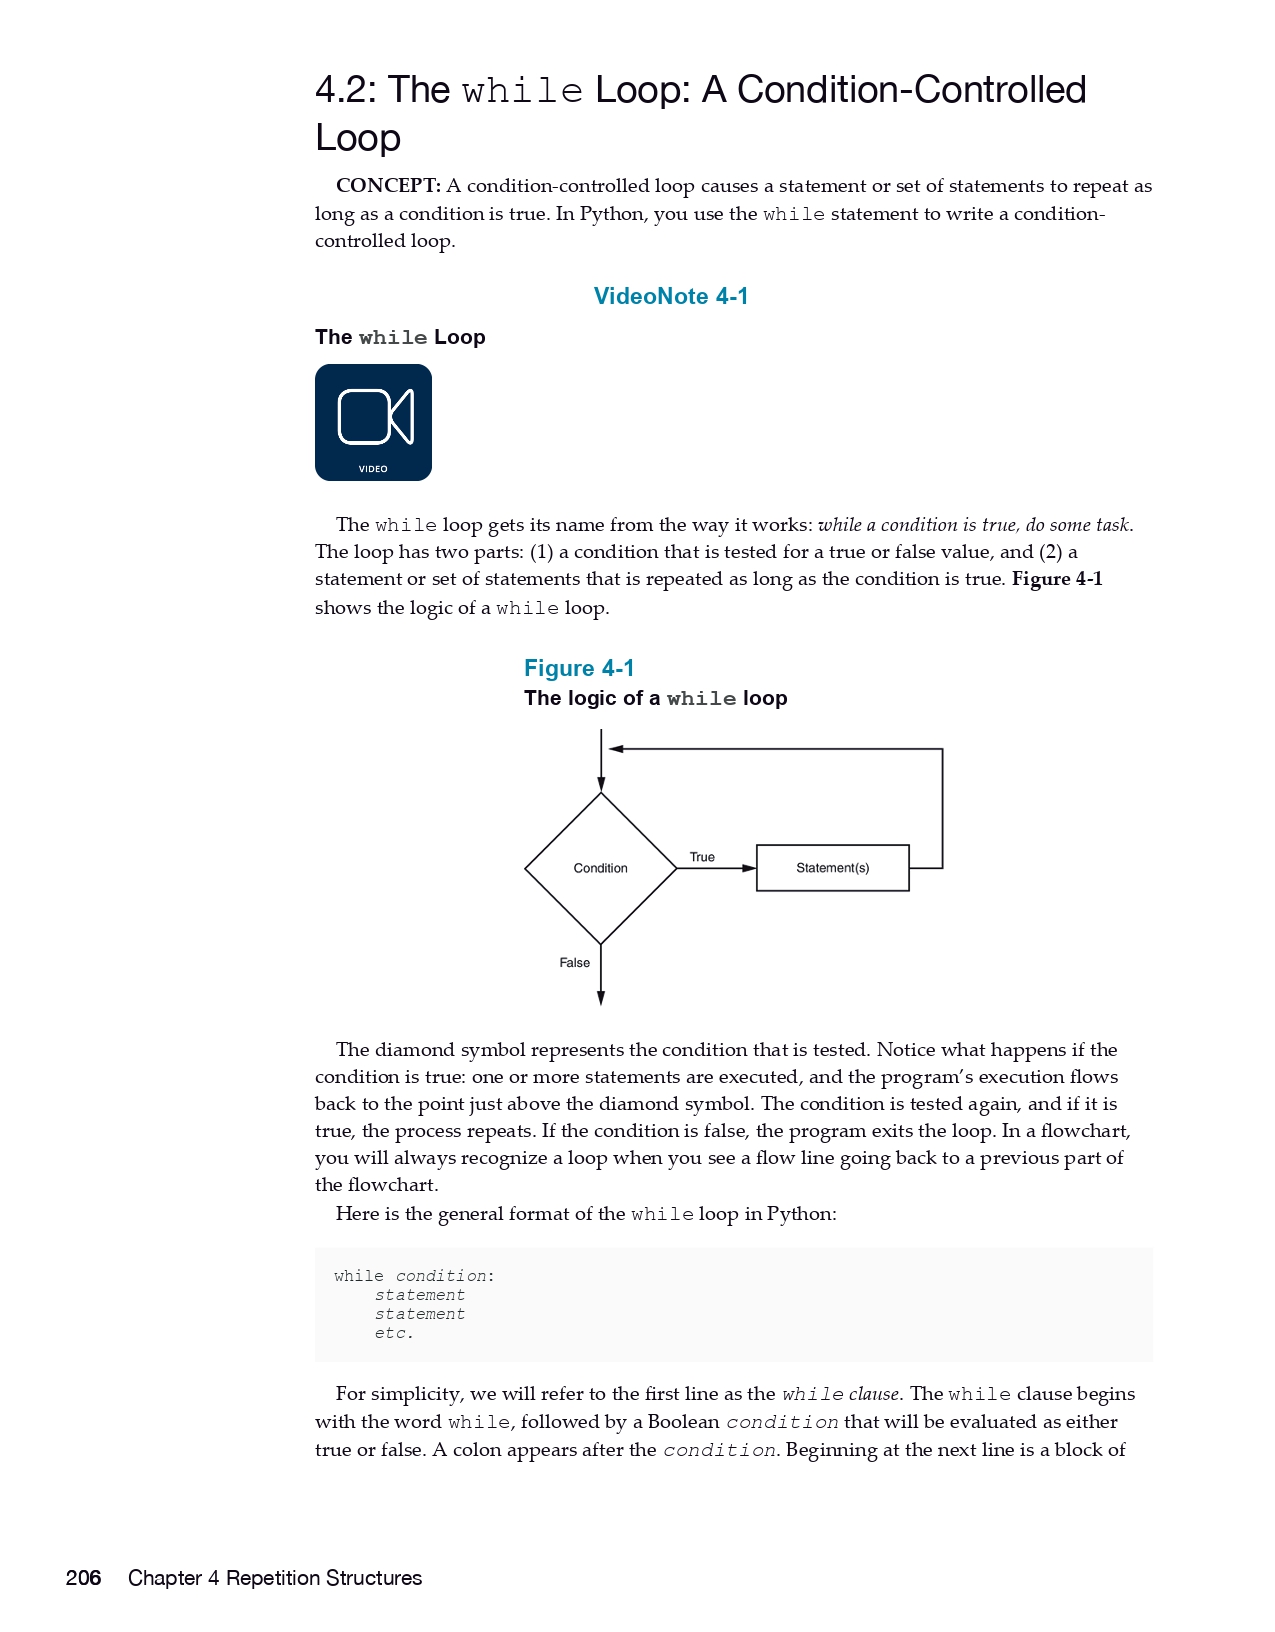 4.2: The while Loop: A Condition-Controlled
Loop
CONCEPT: A condition-controlled loop causes a statement or set of statements to repeat as
long as a condition is true. In Python, you use the while statement to write a condition-
controlled loop.
VideoNote 4-1
The while Loop
VIDEO
The while loop gets its name from the way it works: while a condition is true, do some task.
The loop has two parts: (1) a condition that is tested for a true or false value, and (2) a
statement or set of statements that is repeated as long as the condition is true. Figure 4-1
shows the logic of a while loop.
Figure 4-1
The logic of a while loop
Condition
True
Statement(s)
False
The diamond symbol represents the condition that is tested. Notice what happens if the
condition is true: one or more statements are executed, and the program’s execution flows
back to the point just above the diamond symbol. The condition is tested again, and if it is
true, the process repeats. If the condition is false, the program exits the loop. In a flowchart,
you will always recognize a loop when you see a flow line going back to a previous part of
the flowchart.
Here is the general format of the while loop in Python:
while condition:
    statement
    statement
    etc.
For simplicity, we will refer to the first line as the while clause. The while clause begins
with the word while, followed by a Boolean condition that will be evaluated as either
true or false. A colon appears after the condition. Beginning at the next line is a block of
206 Chapter 4 Repetition Structures